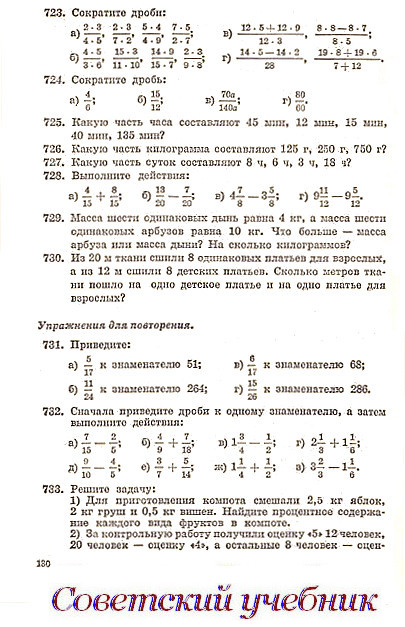 723. Сократите дроби:
а) 2·3/4·5, 2·3/7·2, 5·4/4·9, 7·5/2·7; в) 12·5+12·9/12·3, 8·8−8·7/8·5;
б) 4·5/3·6, 15·3/11·10, 14·9/15·7, 2·3/9·8; г) 14·5−14·2/28, 19·8+19·6/7+12.
724. Сократите дробь:
а) 4/6; б) 15/12; в) 70a/140a; г) 80/60.
725. Какую часть часа составляют 45 мин, 12 мин, 15 мин,
40 мин, 135 мин?
726. Какую часть килограмма составляют 125 г, 250 г, 750 г?
727. Какую часть суток составляют 8 ч, 6 ч, 3 ч, 18 ч?
728. Выполните действия:
а) 4/15 + 8/15; б) 13/20 − 7/20; в) 4 7/8 − 3 5/8; г) 9 11/12 − 9 5/12.
729. Масса шести одинаковых дынь равна 4 кг, а масса шести
одинаковых арбузов равна 10 кг. Что больше — масса
арбуза или масса дыни? На сколько килограммов?
730. Из 20 м ткани сшили 8 одинаковых платьев для взрослых,
а из 12 м сшили 8 детских платьев. Сколько метров тка-
ни пошло на одно детское платье и на одно платье для
взрослых?
Упражнения для повторения.
731. Приведите:
а) 5/17 к знаменателю 51; в) 6/17 к знаменателю 68;
б) 11/24 к знаменателю 264; г) 15/26 к знаменателю 286.
732. Сначала приведите дроби к одному знаменателю, а затем
выполните действия:
а) 7/15 − 2/5; б) 4/9 + 7/18; в) 1 3/4 − 1/2; г) 2 1/3 + 1 1/6;
д) 9/10 − 4/5; е) 3/7 + 5/14; ж) 1 1/4 + 1/2; з) 3 2/3 − 1 1/6.
733. Решите задачу:
1) Для приготовления компота смешали 2,5 кг яблок,
2 кг груш и 0,5 кг вишен. Найдите процентное содержа-
ние каждого вида фруктов в компоте.
2) За контрольную работу получили оценку «5» 12 человек,
20 человек — оценку «4», а остальные 8 человек — оцен-
130
Советский учебник